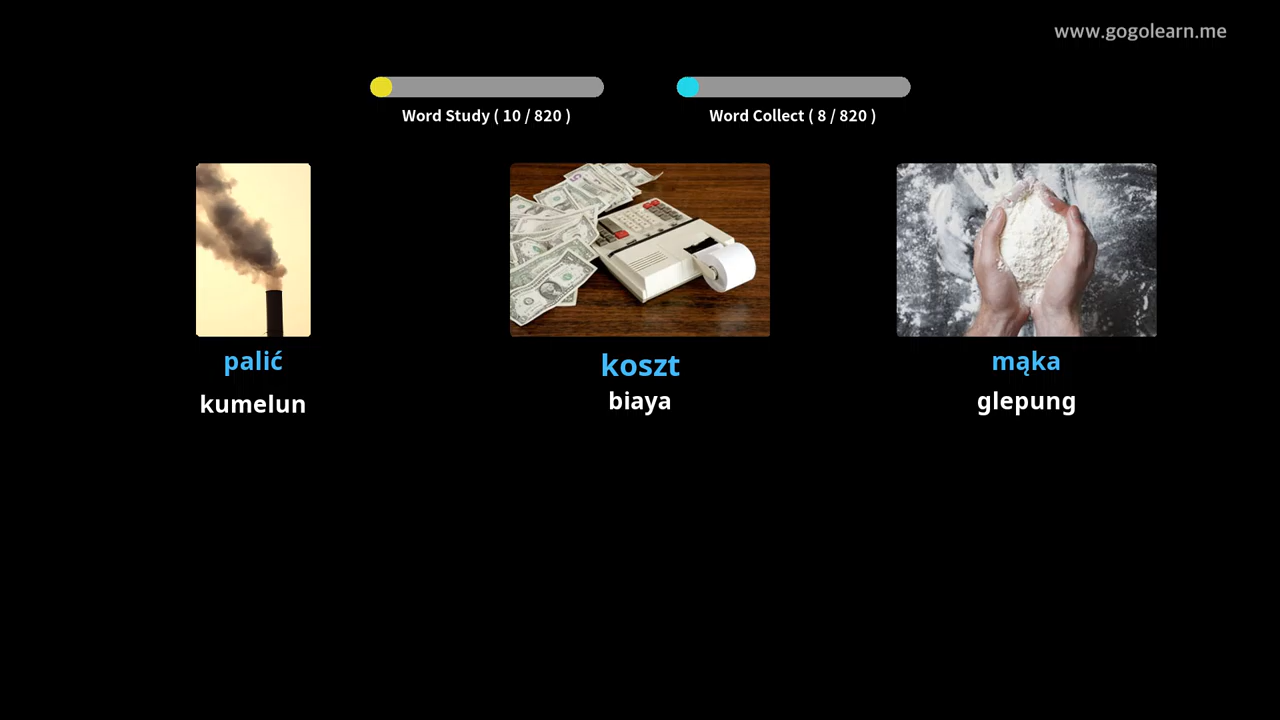 www.gogolearn.me
Word Study ( 10 / 820 )
Word Collect ( 8 / 820 )
palić
koszt
mąka
kumelun
biaya
glepung